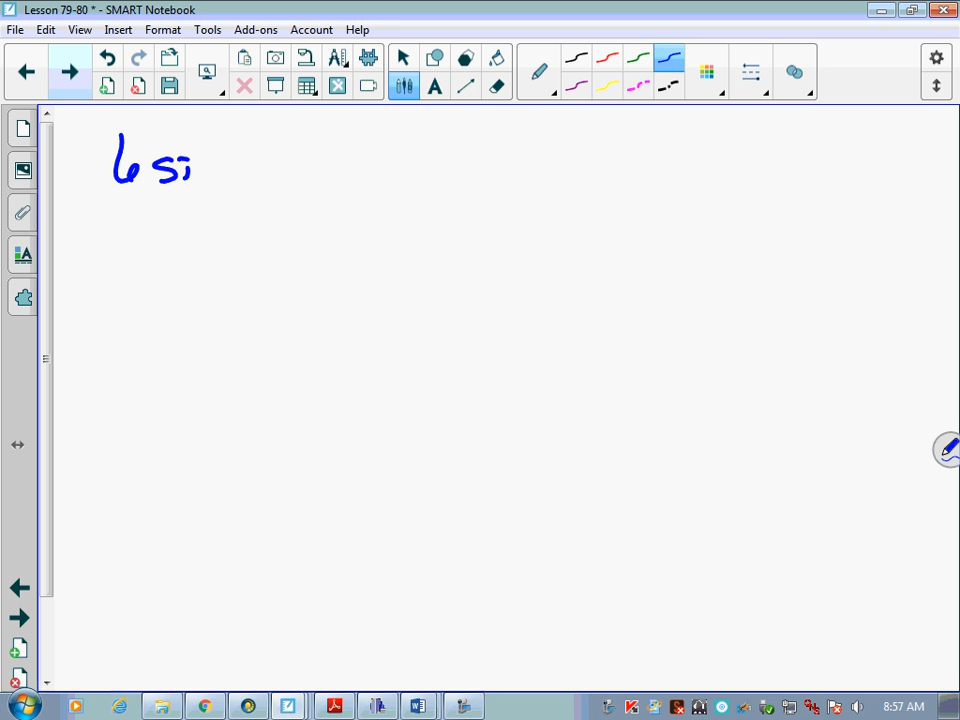 Lesson 79-80 * - SMART Notebook
File Edit View Insert Format Tools Add-ons Account Help
6 si
8:57 AM